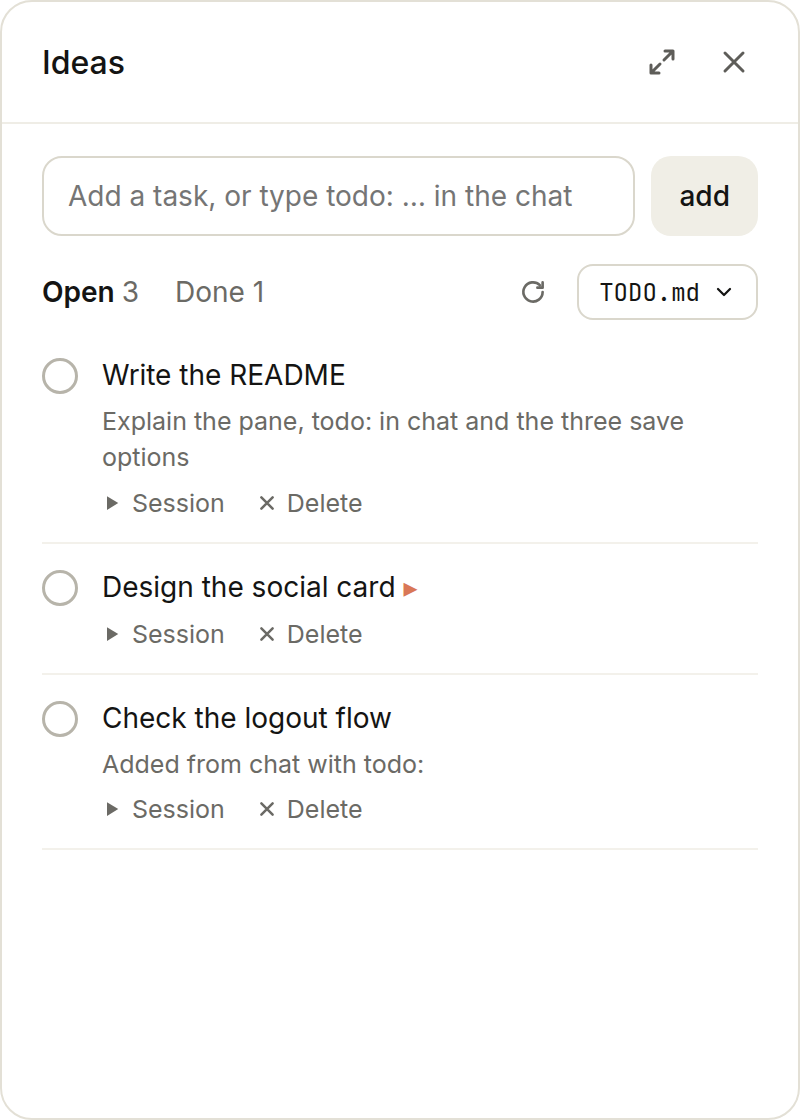 Ideas
Add a task, or type todo: ... in the chat
add
Open 3
Done 1
TODO.md
Write the README
Explain the pane, todo: in chat and the three save
options
Session
Delete
Design the social card
Session
Delete
Check the logout flow
Added from chat with todo:
Session
Delete